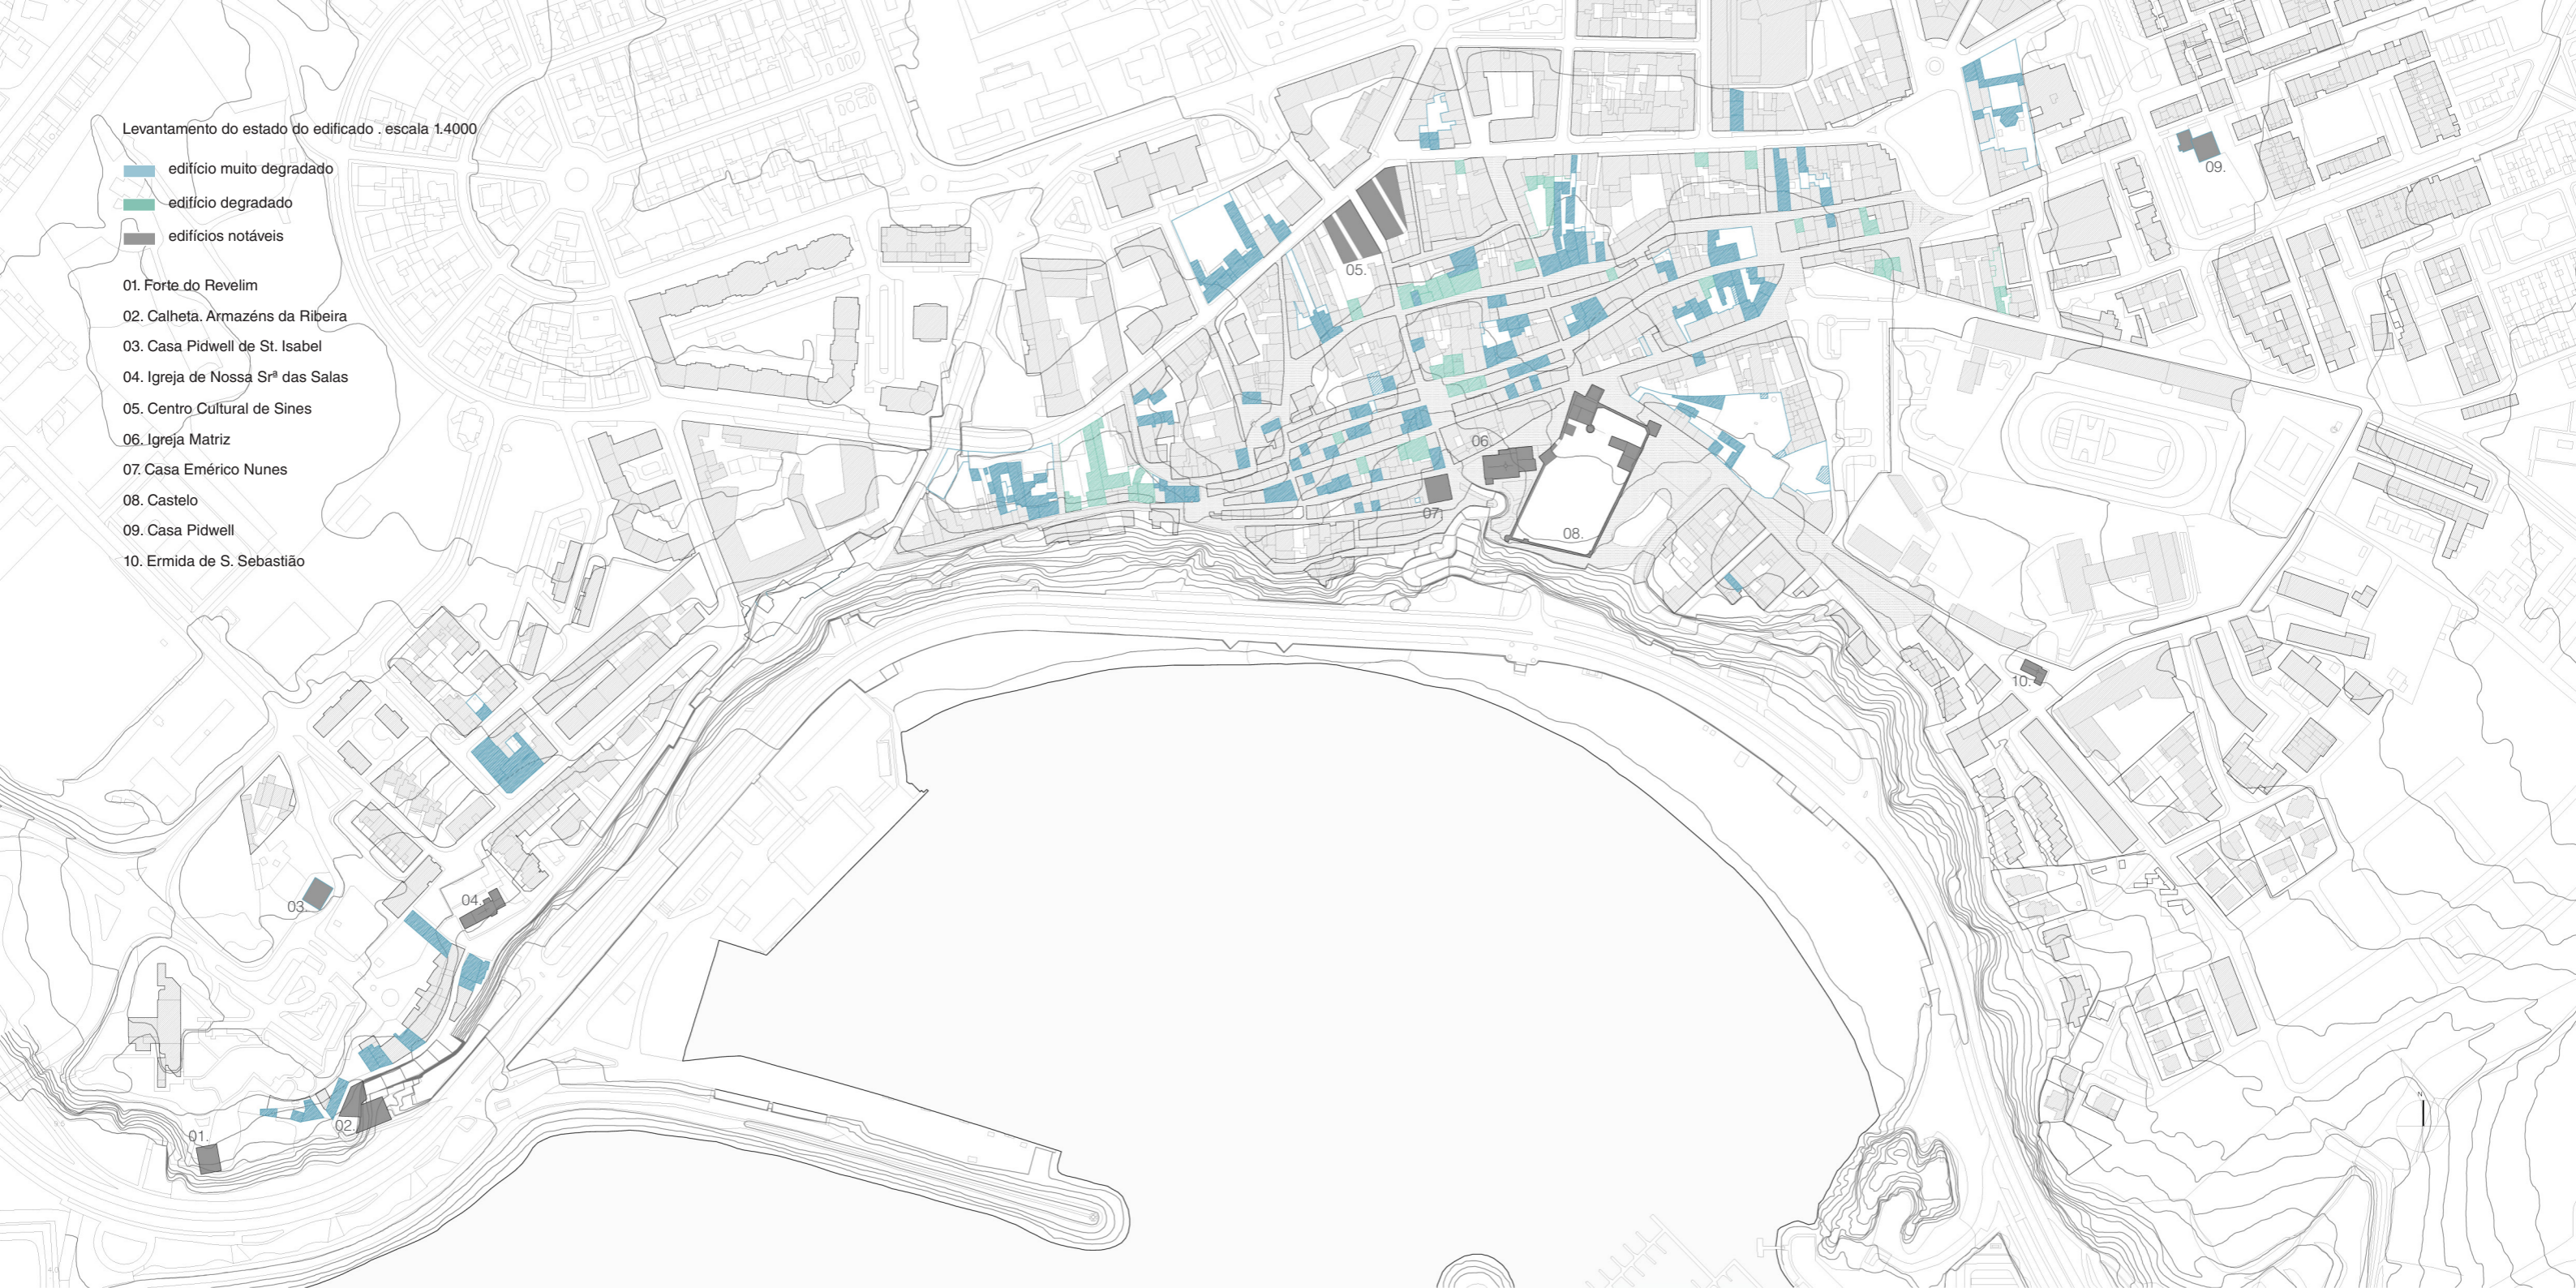 Levantamento do estado do edificado . escala 1.4000
edifício muito degradado
edifício degradado
edifícios notáveis
01. Forte do Revelim
02. Calheta. Armazéns da Ribeira
03. Casa Pidwell de St. Isabel
04. Igreja de Nossa Srª das Salas
05. Centro Cultural de Sines
06. Igreja Matriz
07. Casa Emérico Nunes
08. Castelo
09. Casa Pidwell
10. Ermida de S. Sebastião
09.
05.
06.
07.
08.
10.
03.
04.
02.
01.
N